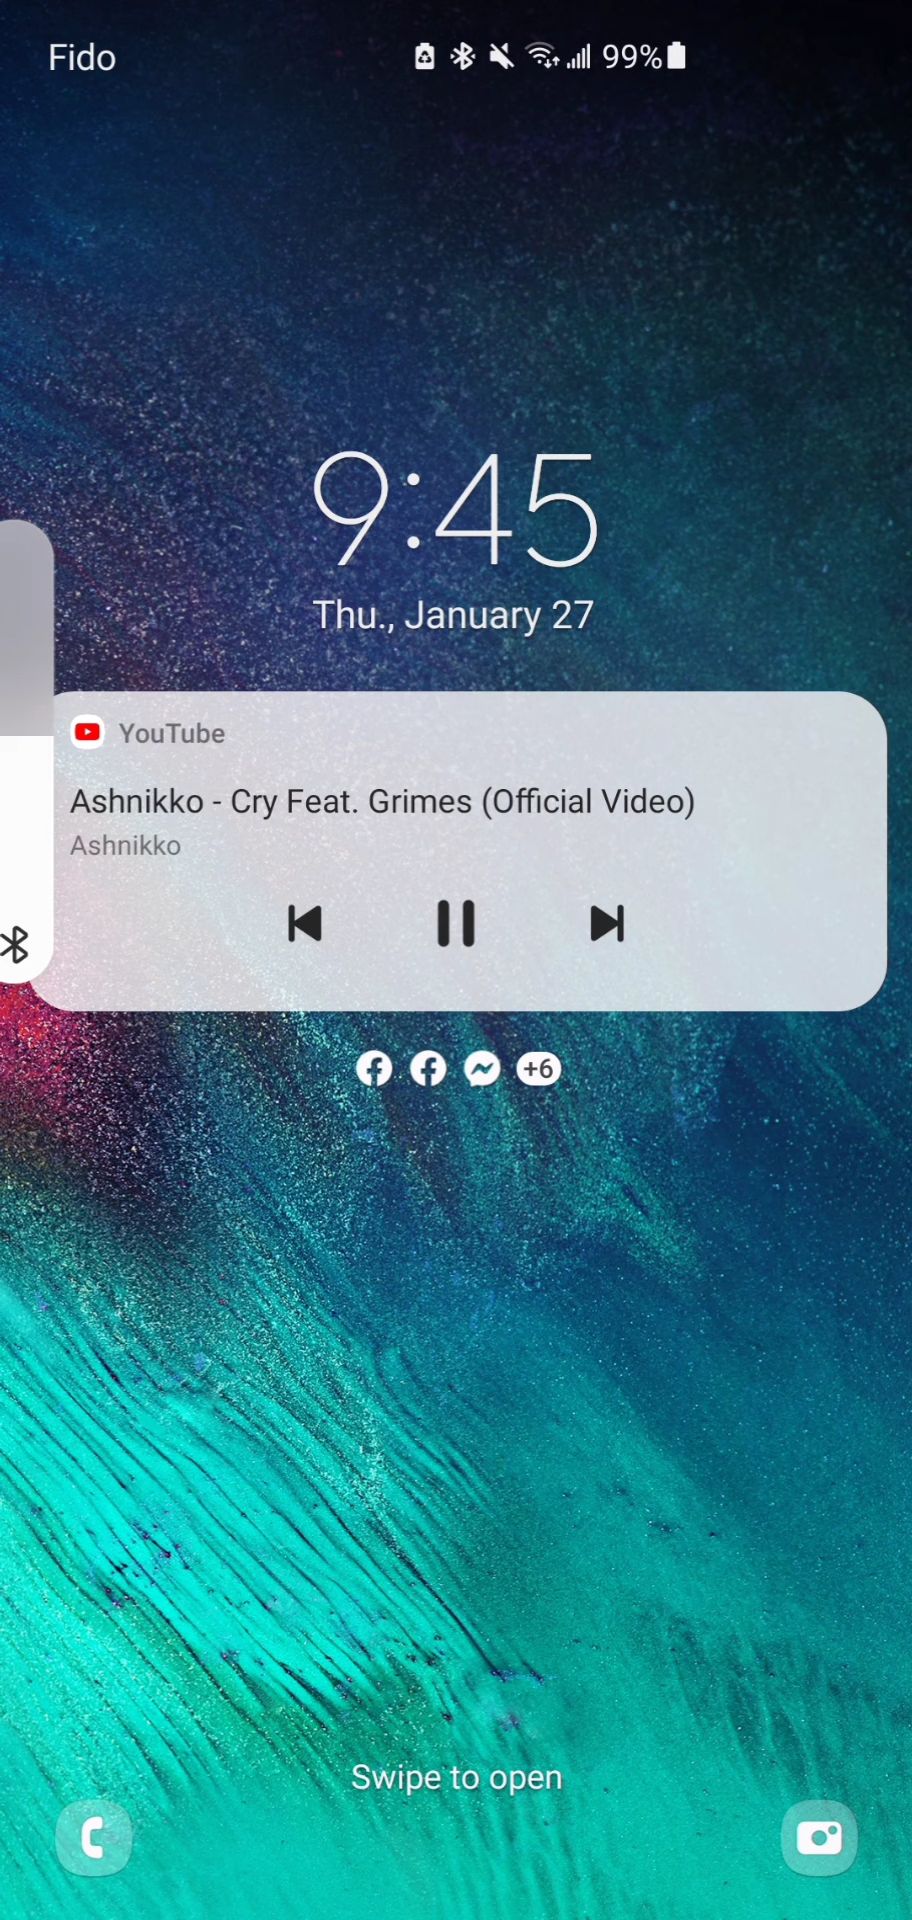 Fido 99%
9:45
Thu., January 27
YouTube
Ashnikko - Cry Feat. Grimes (Official Video)
Ashnikko
+6
Swipe to open